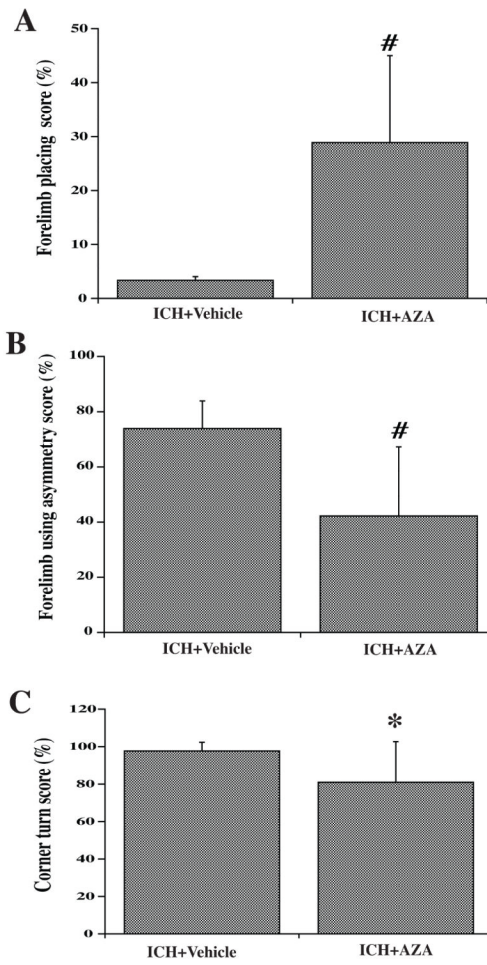 A
Forelimb placing score (%)
50
40
30
20
10
0
#
ICH+Vehicle
ICH+AZA
B
Forelimb using asymmetry score (%)
100
80
60
40
20
0
#
ICH+Vehicle
ICH+AZA
C
Corner turn score (%)
120
100
80
60
40
20
0
*
ICH+Vehicle
ICH+AZA